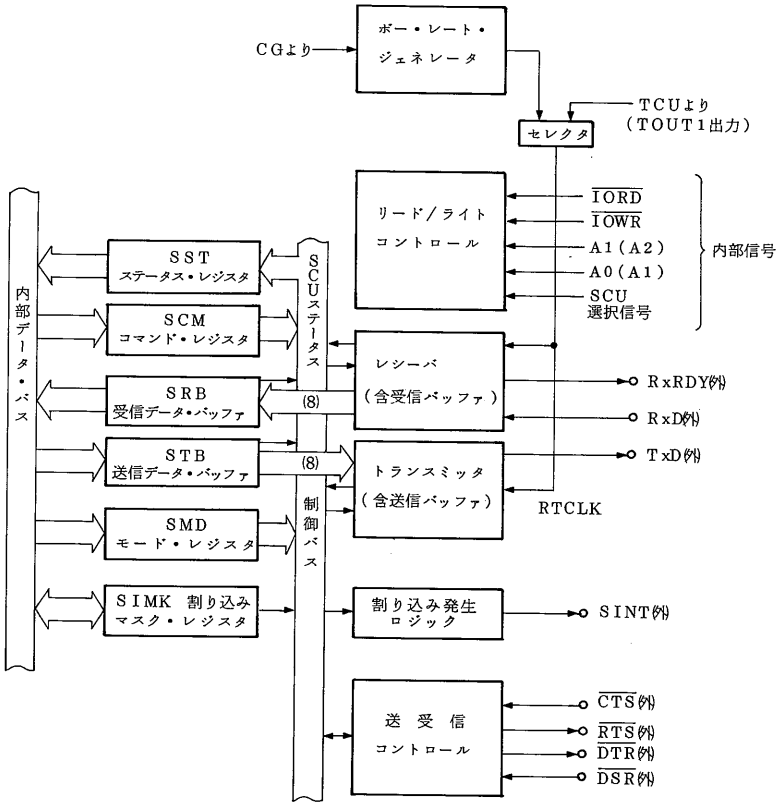 ボー・レート・
ジェネレータ
CGより
TCUより
(TOUT1出力)
セレクタ
リード/ライト
コントロール
IORD
IOWR
A1(A2)
A0(A1)
SCU
選択信号
内部信号
内部データ・バス
SCUステータス
制御バス
SST
ステータス・レジスタ
SCM
コマンド・レジスタ
SRB
受信データ・バッファ
(8)
STB
送信データ・バッファ
(8)
SMD
モード・レジスタ
SIMK 割り込み
マスク・レジスタ
レシーバ
(含受信バッファ)
RxRDY(外)
RxD(外)
トランスミッタ
(含送信バッファ)
TxD(外)
RTCLK
割り込み発生
ロジック
SINT(外)
送受信
コントロール
CTS(外)
RTS(外)
DTR(外)
DSR(外)